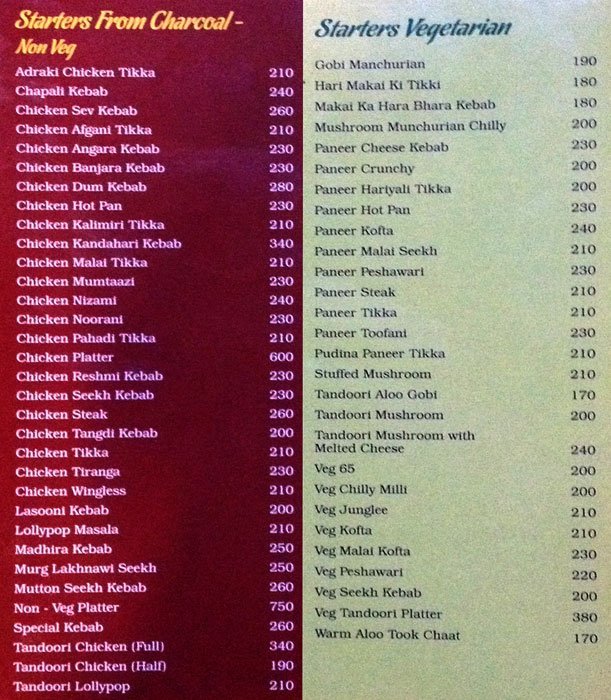 Starters From Charcoal -
Non Veg
Adraki Chicken Tikka 210
Chapali Kebab 240
Chicken Sev Kebab 260
Chicken Afgani Tikka 210
Chicken Angara Kebab 230
Chicken Banjara Kebab 230
Chicken Dum Kebab 280
Chicken Hot Pan 230
Chicken Kalimiri Tikka 210
Chicken Kandahari Kebab 340
Chicken Malai Tikka 210
Chicken Mumtaazi 230
Chicken Nizami 240
Chicken Noorani 230
Chicken Pahadi Tikka 210
Chicken Platter 600
Chicken Reshmi Kebab 230
Chicken Seekh Kebab 230
Chicken Steak 260
Chicken Tangdi Kebab 200
Chicken Tikka 210
Chicken Tiranga 230
Chicken Wingless 210
Lasooni Kebab 200
Lollypop Masala 210
Madhira Kebab 250
Murg Lakhnawi Seekh 250
Mutton Seekh Kebab 260
Non - Veg Platter 750
Special Kebab 260
Tandoori Chicken (Full) 340
Tandoori Chicken (Half) 190
Tandoori Lollypop 210
Starters Vegetarian
Gobi Manchurian 190
Hari Makai Ki Tikki 180
Makai Ka Hara Bhara Kebab 180
Mushroom Munchurian Chilly 200
Paneer Cheese Kebab 230
Paneer Crunchy 200
Paneer Hariyali Tikka 200
Paneer Hot Pan 230
Paneer Kofta 240
Paneer Malai Seekh 210
Paneer Peshawari 230
Paneer Steak 210
Paneer Tikka 210
Paneer Toofani 230
Pudina Paneer Tikka 210
Stuffed Mushroom 210
Tandoori Aloo Gobi 170
Tandoori Mushroom 200
Tandoori Mushroom with
Melted Cheese 240
Veg 65 200
Veg Chilly Milli 200
Veg Junglee 210
Veg Kofta 210
Veg Malai Kofta 230
Veg Peshawari 220
Veg Seekh Kebab 200
Veg Tandoori Platter 380
Warm Aloo Took Chaat 170